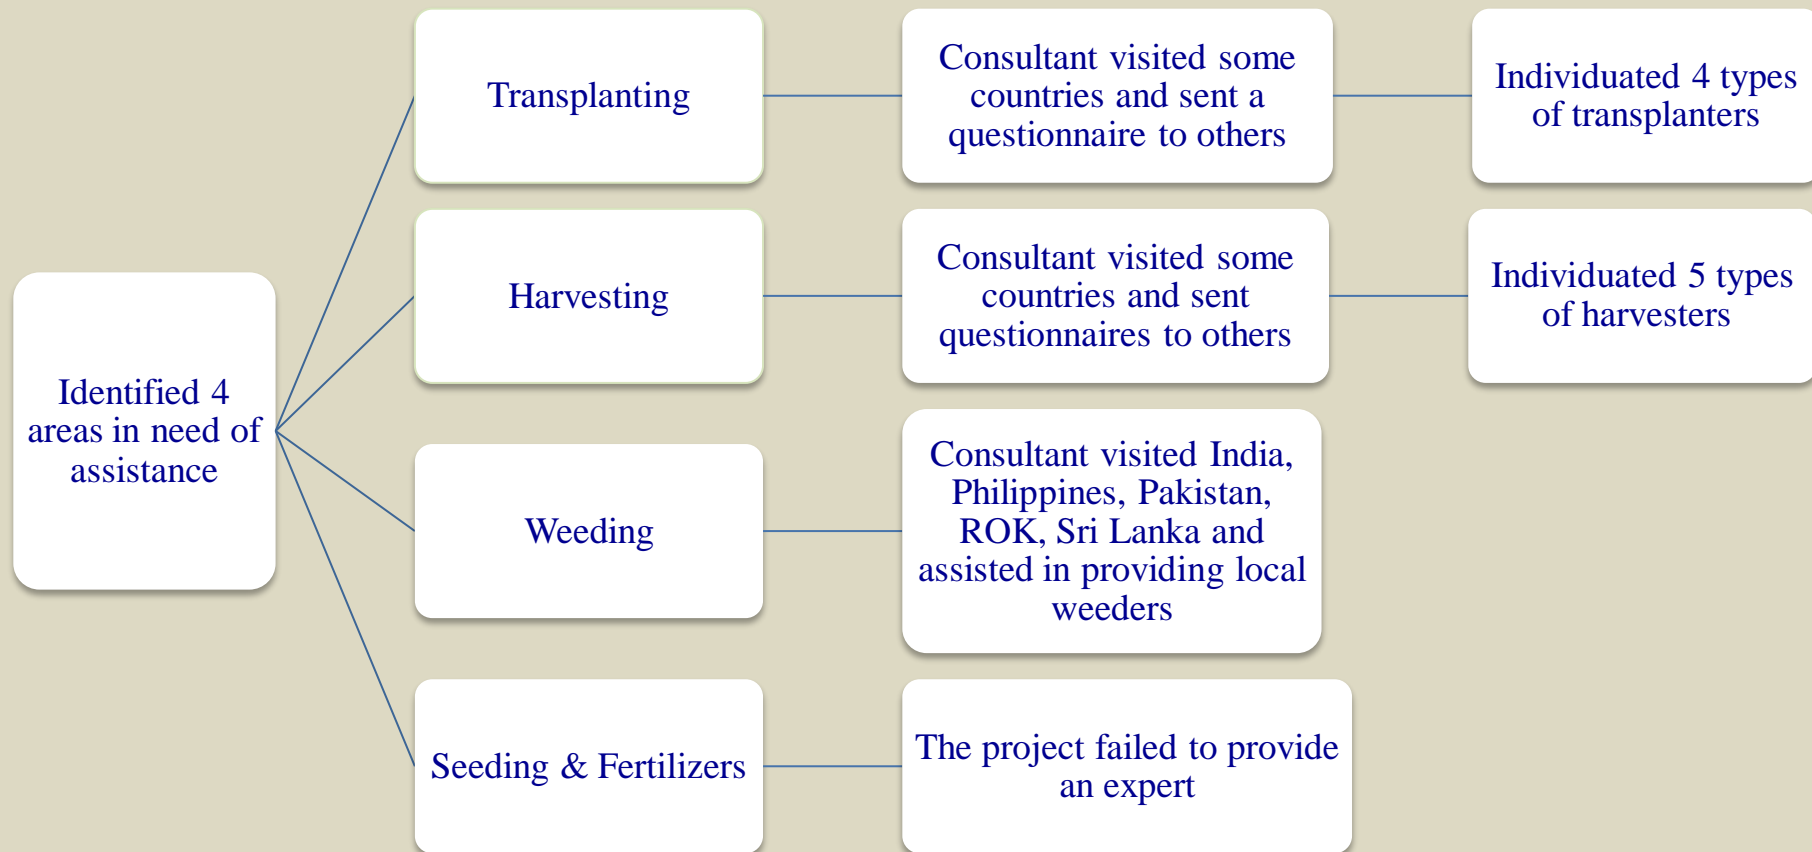 Identified 4
areas in need of
assistance
Transplanting
Consultant visited some
countries and sent a
questionnaire to others
Individuated 4 types
of transplanters
Harvesting
Consultant visited some
countries and sent
questionnaires to others
Individuated 5 types
of harvesters
Weeding
Consultant visited India,
Philippines, Pakistan,
ROK, Sri Lanka and
assisted in providing local
weeders
Seeding & Fertilizers
The project failed to provide
an expert